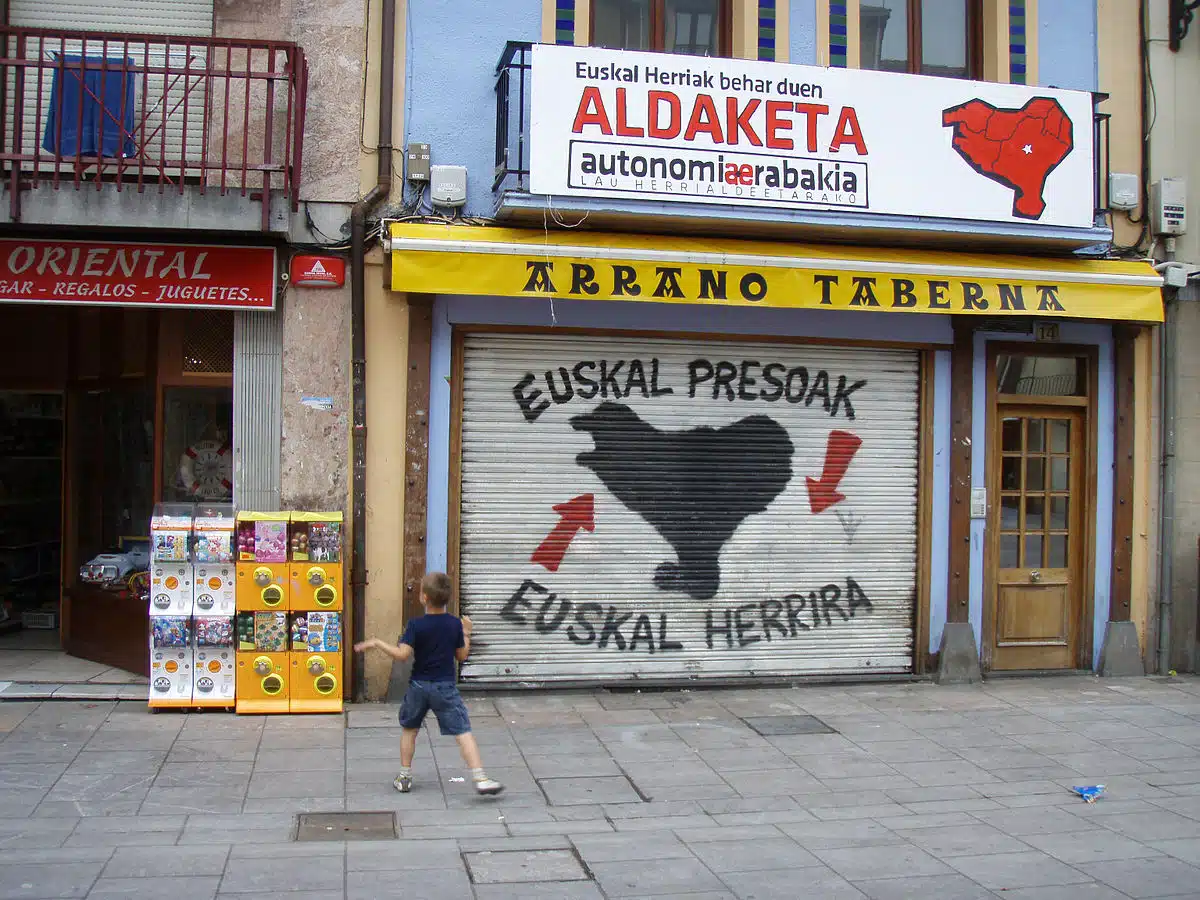 Euskal Herriak behar duen
ALDAKETA
autonomiaerabakia
LAU HERRIALDEETARAKO
ORIENTAL
GAR - REGALOS - JUGUETES...
ARRANO TABERNA
14
EUSKAL PRESOAK
EUSKAL HERRIRA